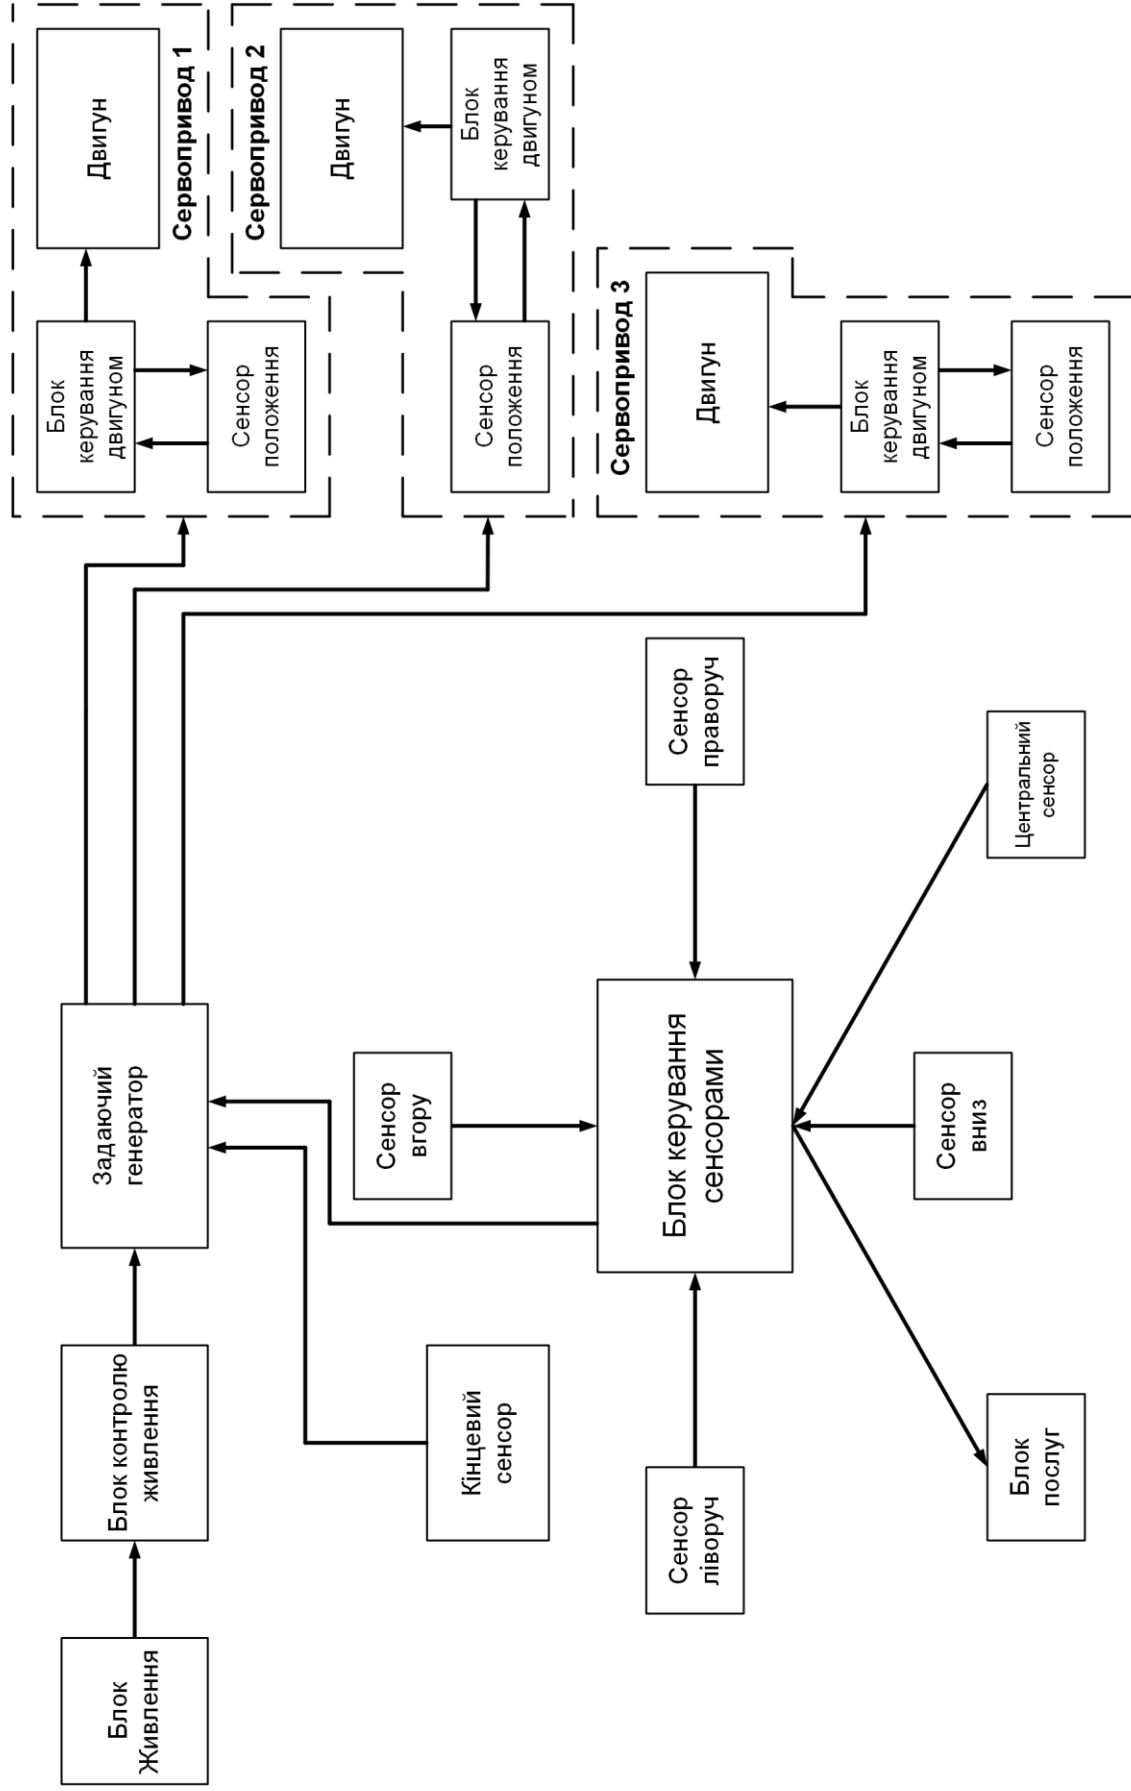 Блок
Живлення
Блок контролю
живлення
Задаючий
генератор
Блок
керування
двигуном
Двигун
Сенсор
положення
Сервопривод 1
Сервопривод 2
Двигун
Сенсор
положення
Блок
керування
двигуном
Сервопривод 3
Двигун
Блок
керування
двигуном
Сенсор
положення
Кінцевий
сенсор
Сенсор
вгору
Сенсор
ліворуч
Блок керування
сенсорами
Сенсор
праворуч
Блок
послуг
Сенсор
вниз
Центральний
сенсор